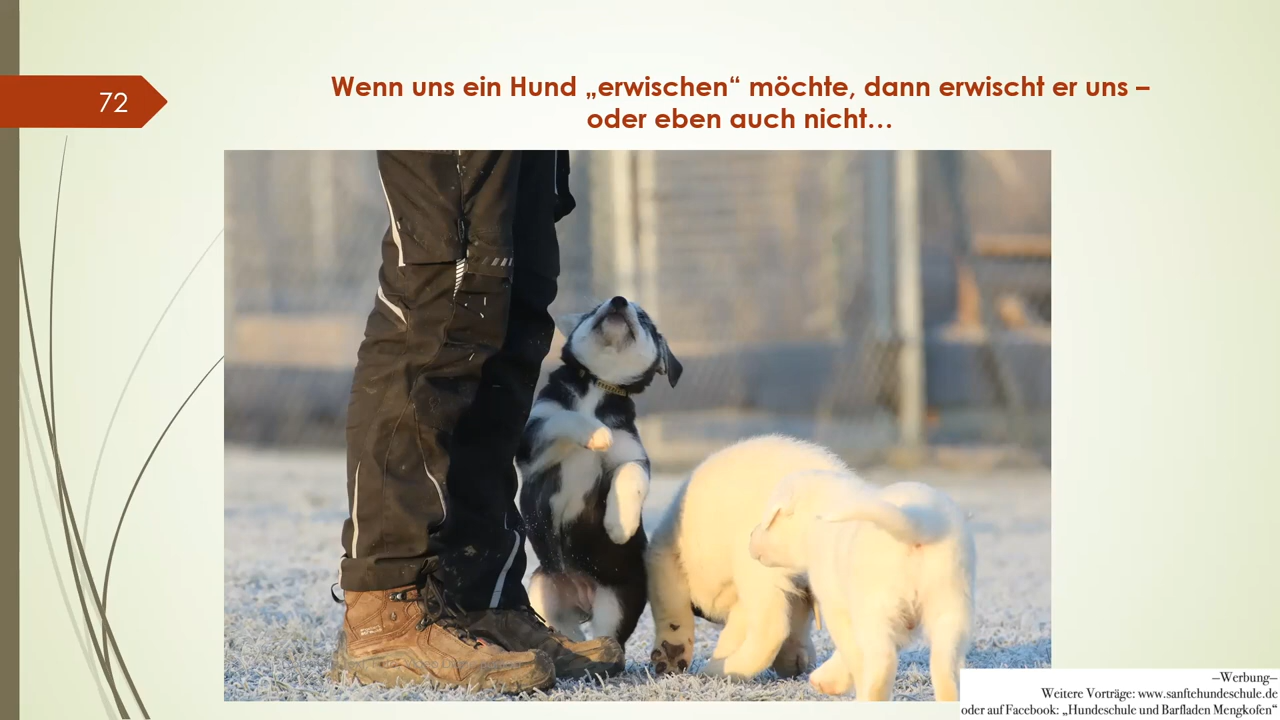 72
Wenn uns ein Hund „erwischen“ möchte, dann erwischt er uns –
oder eben auch nicht…
—Werbung—
Weitere Vorträge: www.sanftehundeschule.de
oder auf Facebook: „Hundeschule und Barfladen Mengkofen“